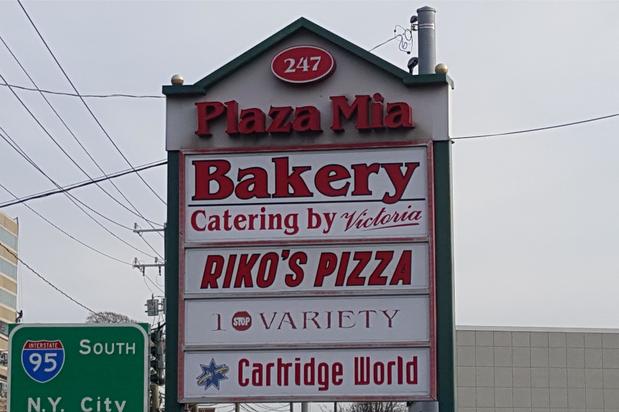 247
Plaza Mia
Bakery
Catering by Victoria
RIKO'S PIZZA
1 STOP VARIETY
Cartridge World
INTERSTATE
95
SOUTH
N.Y. City